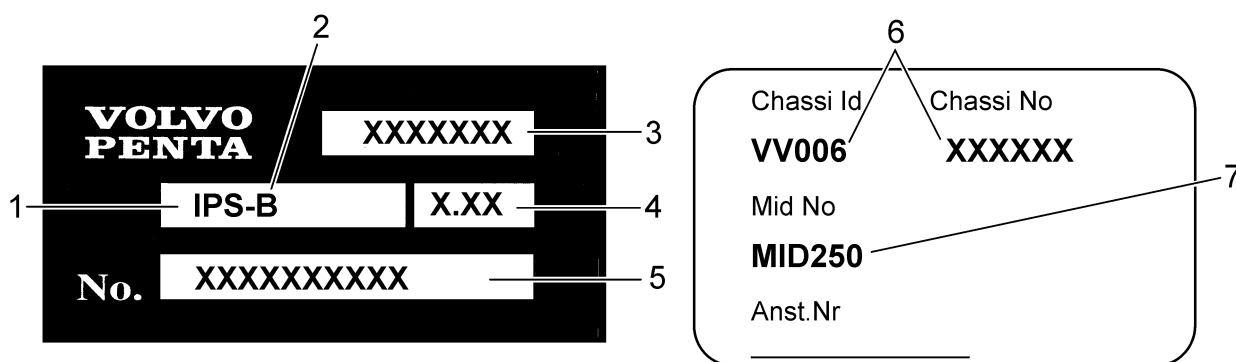 2
6
VOLVO
PENTA
XXXXXXX
3
1
IPS-B
X.XX
4
No.
XXXXXXXXXX
5
Chassi Id Chassi No
VV006 XXXXXX
7
Mid No
MID250
Anst.Nr